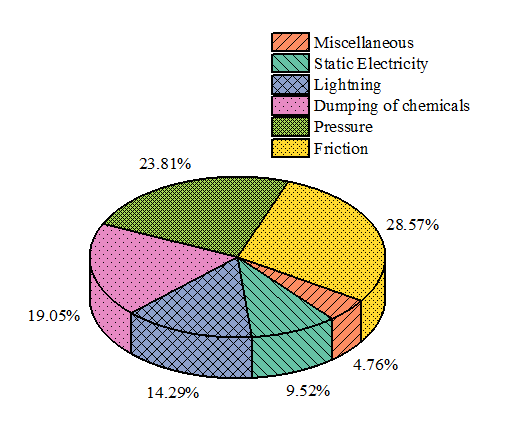 Miscellaneous
Static Electricity
Lightning
Dumping of chemicals
Pressure
Friction
23.81%
28.57%
19.05%
4.76%
14.29%
9.52%